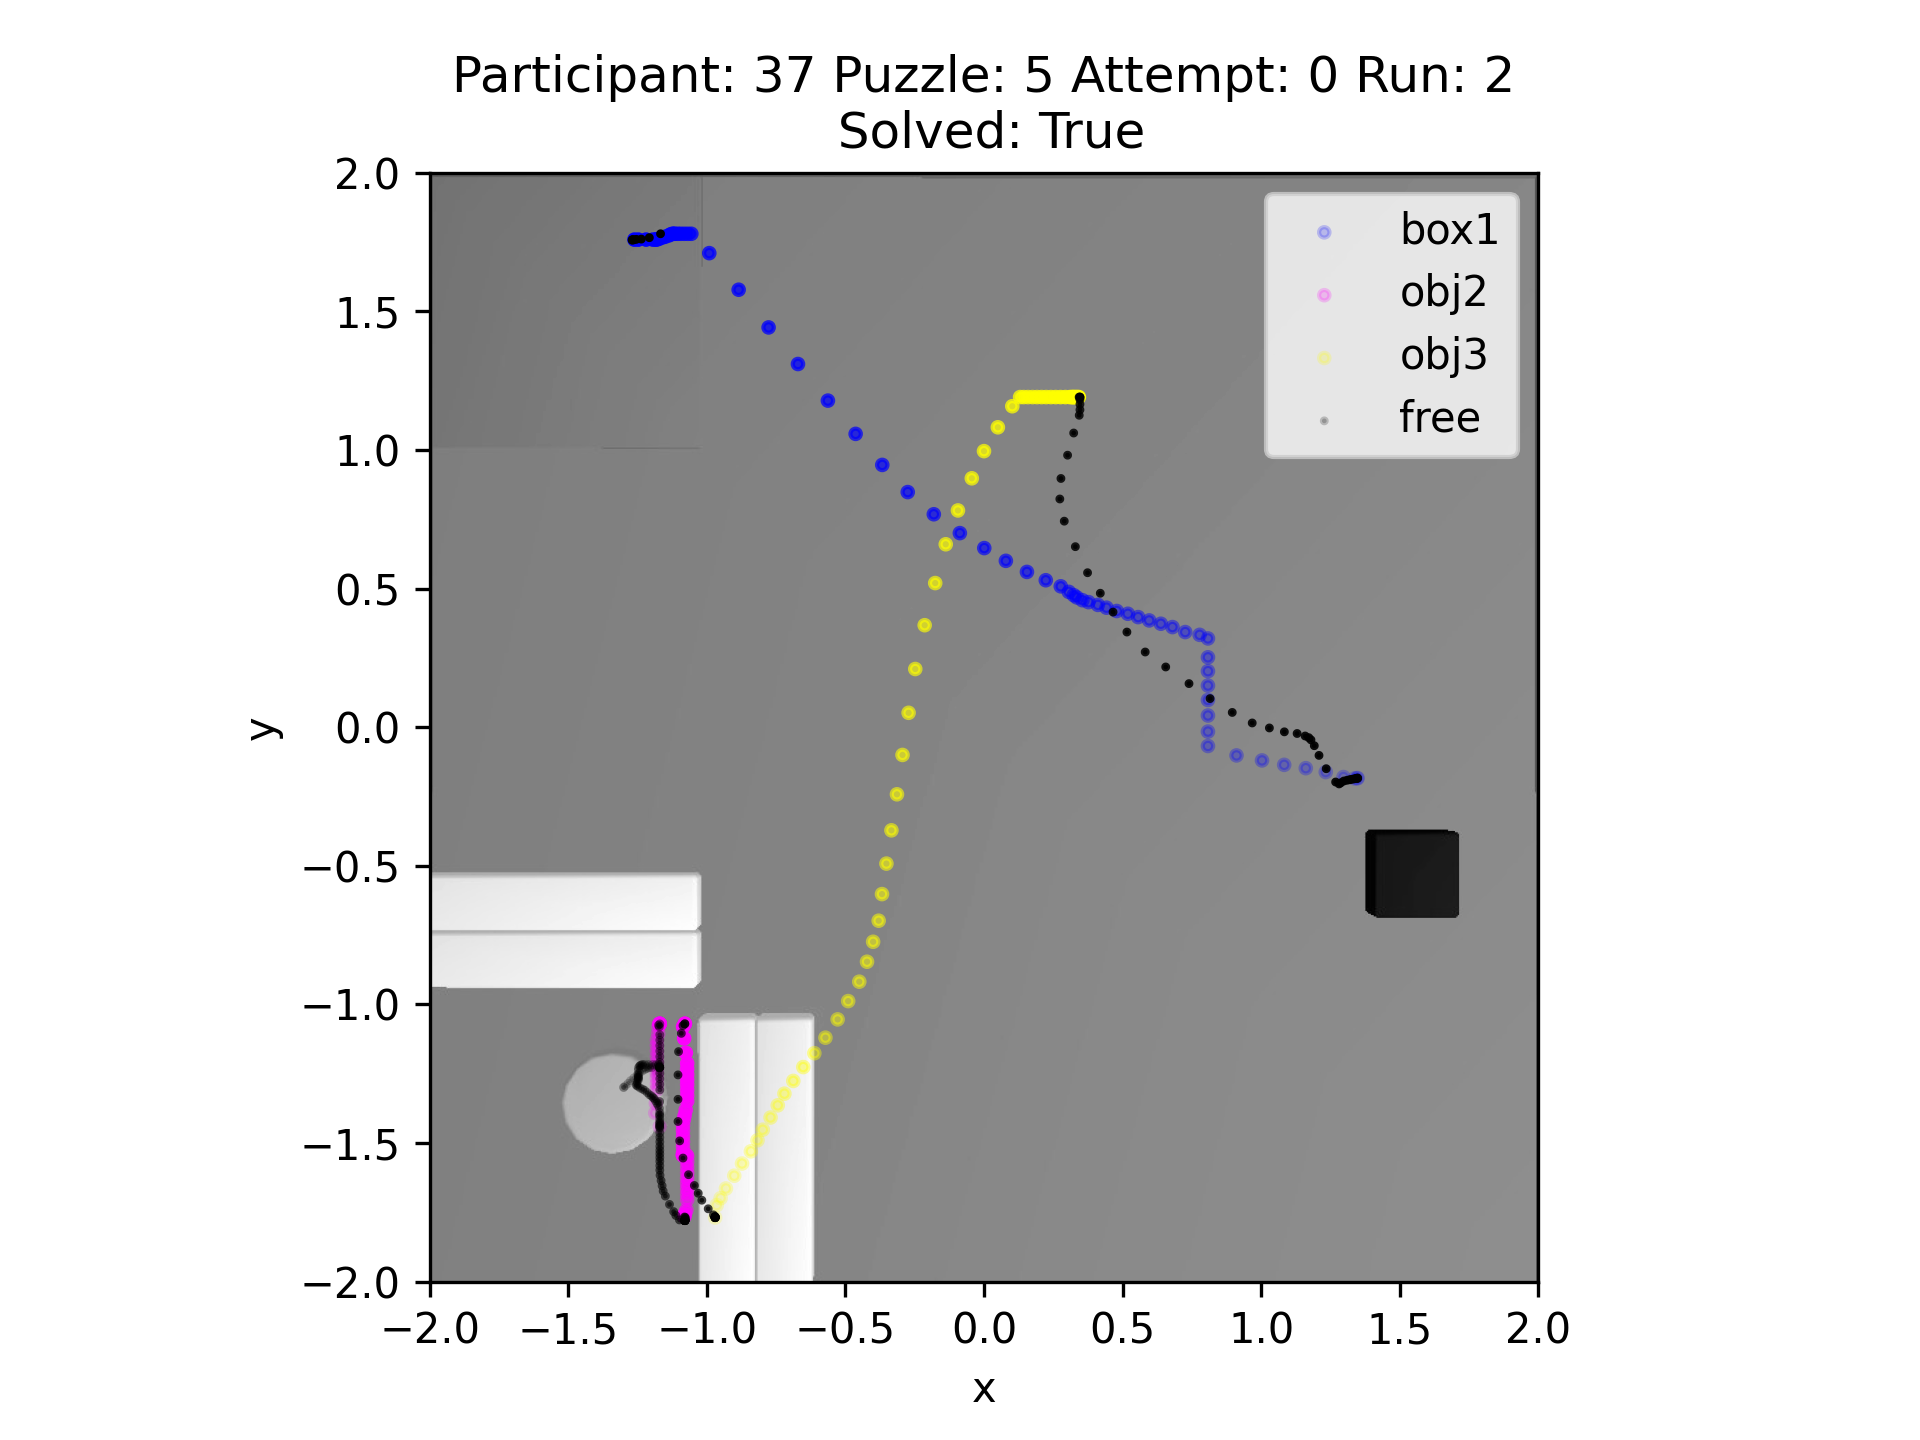 Participant: 37 Puzzle: 5 Attempt: 0 Run: 2
Solved: True
2.0
1.5
1.0
0.5
0.0
−0.5
−1.0
−1.5
−2.0
y
box1
obj2
obj3
free
−2.0 −1.5 −1.0 −0.5 0.0 0.5 1.0 1.5 2.0
x